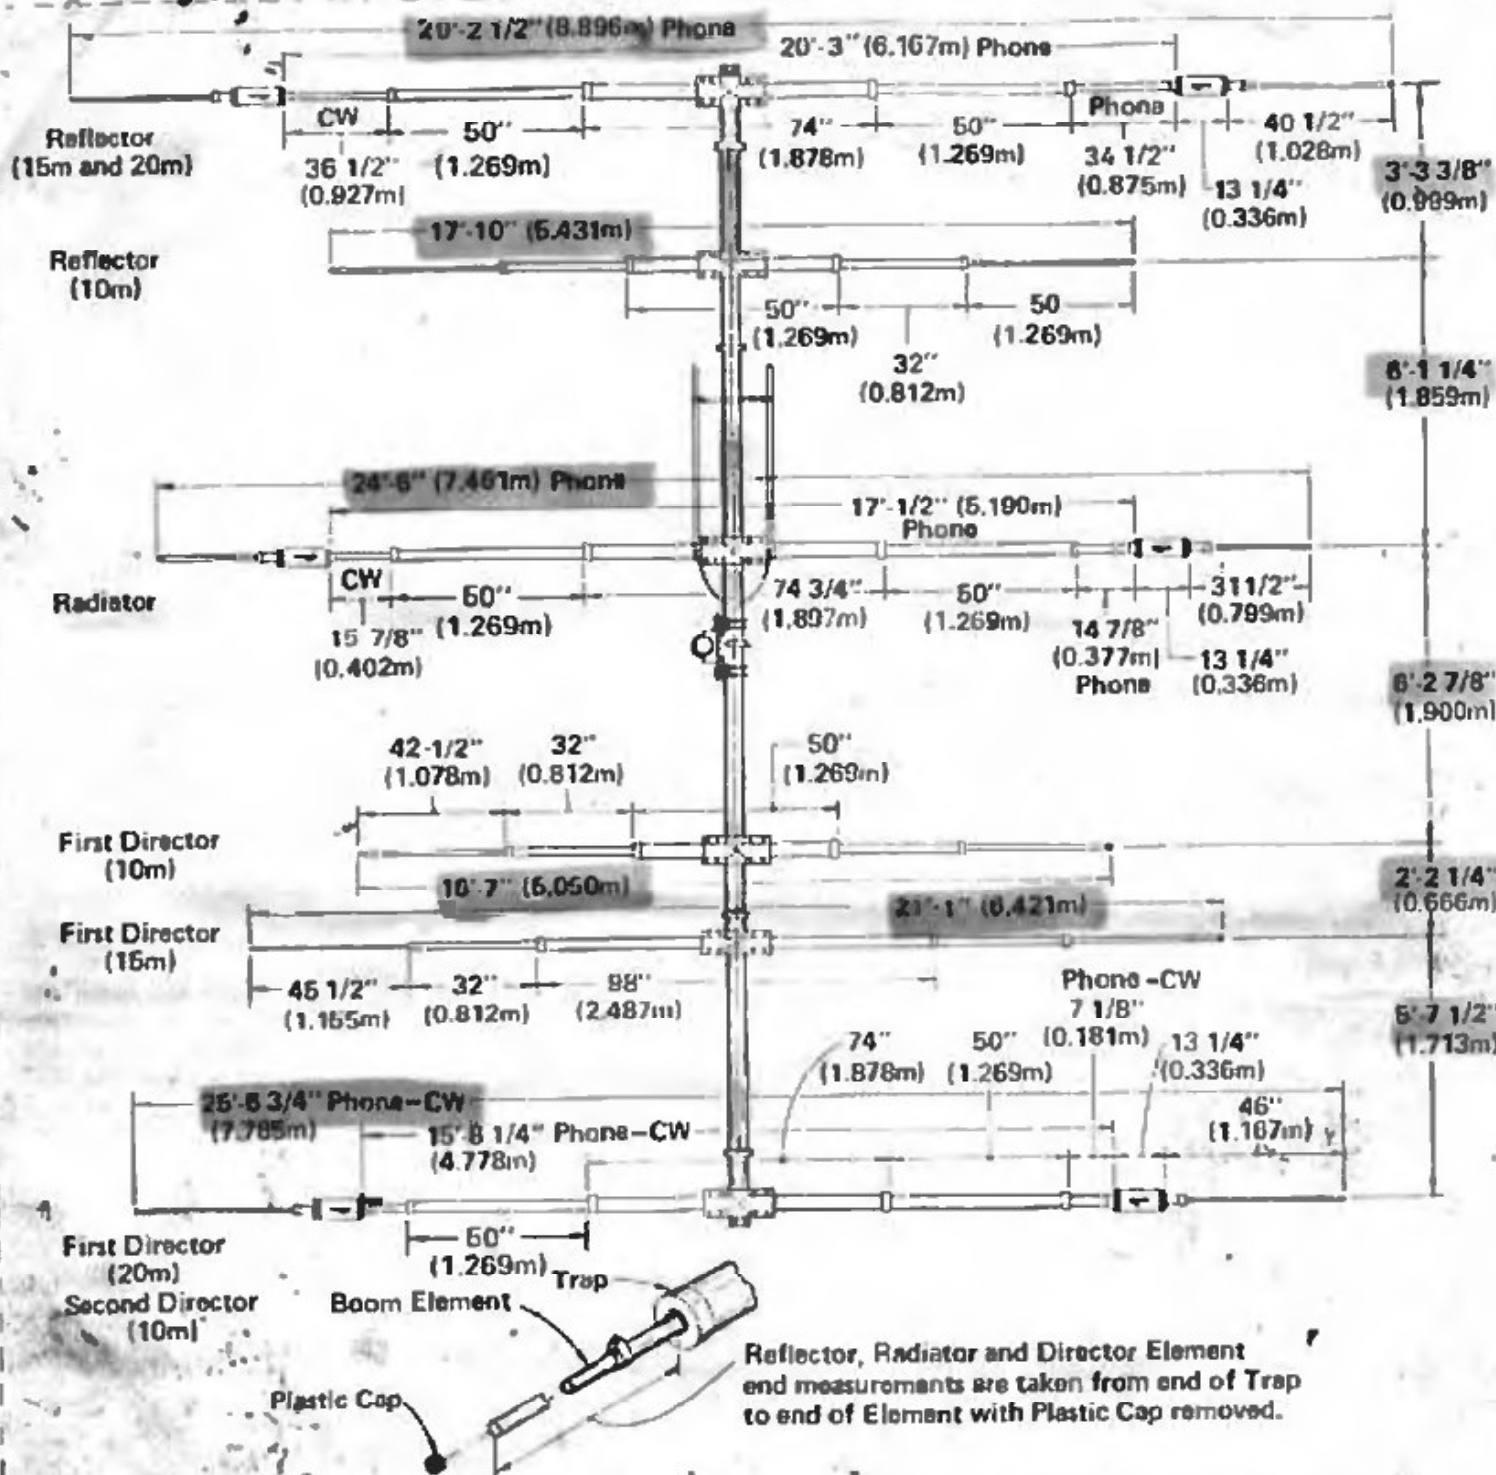 20'-2 1/2" (8.896m) Phone
20'-3" (6.167m) Phone
Reflector
(15m and 20m)
CW
36 1/2"
(0.927m)
50"
(1.269m)
74"
(1.878m)
50"
(1.269m)
Phone
34 1/2"
(0.875m)
13 1/4"
(0.336m)
40 1/2"
(1.028m)
3'-3 3/8"
(0.999m)
Reflector
(10m)
17'-10" (5.431m)
50"
(1.269m)
32"
(0.812m)
50
(1.269m)
6'-1 1/4"
(1.859m)
24'-6" (7.461m) Phone
17'-1/2" (5.190m)
Phone
Radiator
CW
15 7/8"
(0.402m)
50"
(1.269m)
74 3/4"
(1.897m)
50"
(1.269m)
14 7/8"
(0.377m)
Phone
13 1/4"
(0.336m)
31 1/2"
(0.799m)
6'-2 7/8"
(1.900m)
42-1/2"
(1.078m)
32"
(0.812m)
50"
(1.269m)
First Director
(10m)
16'-7" (5.050m)
2'-2 1/4"
(0.666m)
21'-1" (6.421m)
First Director
(15m)
45 1/2"
(1.155m)
32"
(0.812m)
98"
(2.487m)
Phone-CW
7 1/8"
(0.181m)
5'-7 1/2"
(1.713m)
74"
(1.878m)
50"
(1.269m)
13 1/4"
(0.336m)
25'-6 3/4" Phone-CW
(7.785m)
15'-8 1/4" Phone-CW
(4.778m)
46"
(1.167m)
50"
(1.269m)
First Director
(20m)
Second Director
(10m)
Trap
Boom Element
Plastic Cap
Reflector, Radiator and Director Element
end measurements are taken from end of Trap
to end of Element with Plastic Cap removed.